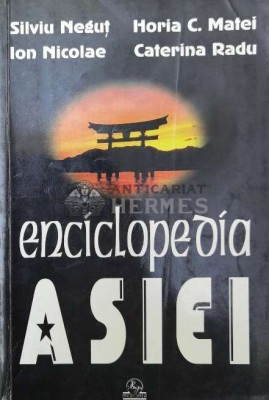 Silviu Neguț Horia C. Matei
Ion Nicolae Caterina Radu
ANTICARIAT
HERMES
enciclopedia
ASIEI